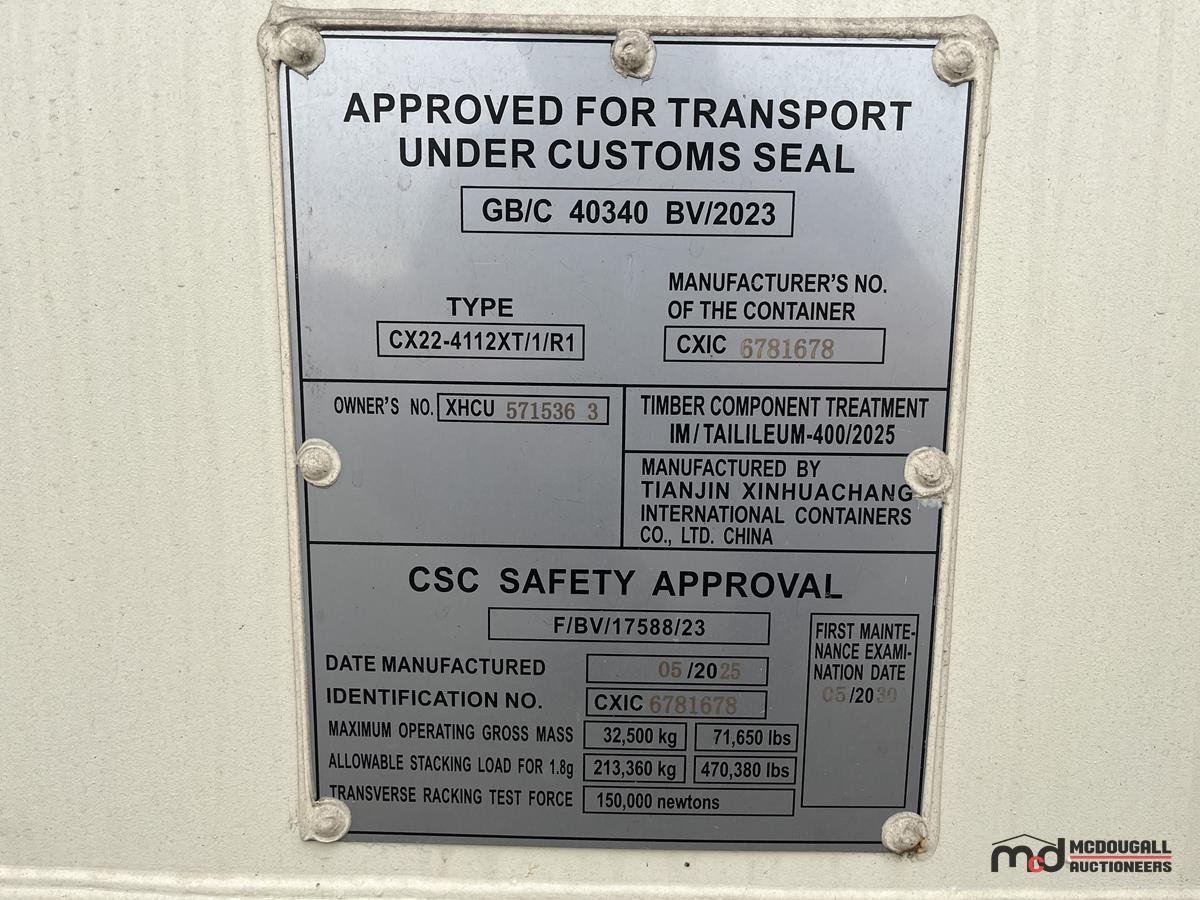 APPROVED FOR TRANSPORT
UNDER CUSTOMS SEAL
GB/C 40340 BV/2023
TYPE
CX22-4112XT/1/R1
MANUFACTURER'S NO.
OF THE CONTAINER
CXIC 6781678
OWNER'S NO. XHCU 571536 3
TIMBER COMPONENT TREATMENT
IM/TAILILEUM-400/2025
MANUFACTURED BY
TIANJIN XINHUACHANG
INTERNATIONAL CONTAINERS
CO., LTD. CHINA
CSC SAFETY APPROVAL
F/BV/17588/23
DATE MANUFACTURED 05/2025
IDENTIFICATION NO. CXIC 6781678
MAXIMUM OPERATING GROSS MASS 32,500 kg 71,650 lbs
ALLOWABLE STACKING LOAD FOR 1.8g 213,360 kg 470,380 lbs
TRANSVERSE RACKING TEST FORCE 150,000 newtons
FIRST MAINTE-
NANCE EXAMI-
NATION DATE
05/2030
mcd MCDOUGALL
AUCTIONEERS